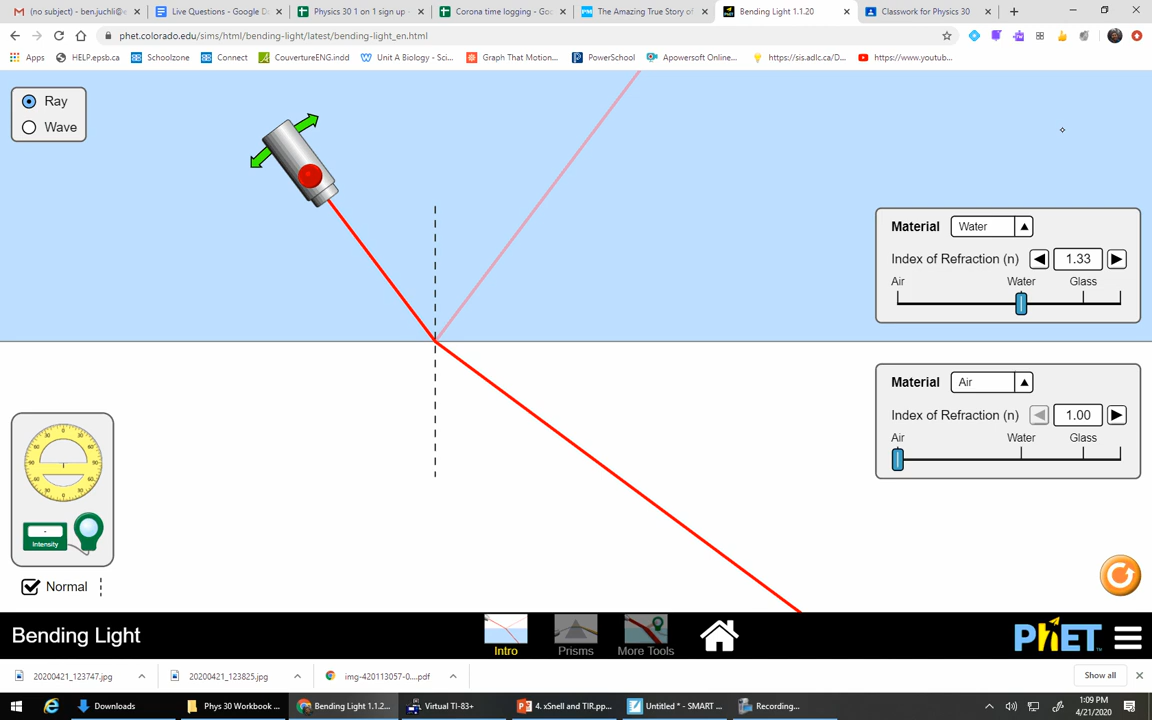 (no subject) - ben.juchli@e
Live Questions - Google D
Physics 30 1 on 1 sign up -
Corona time logging - Goo
The Amazing True Story of
Bending Light 1.1.20
Classwork for Physics 30
phet.colorado.edu/sims/html/bending-light/latest/bending-light_en.html
Apps
HELP.epsb.ca
Schoolzone
Connect
CouvertureENG.indd
Unit A Biology - Sci...
Graph That Motion...
PowerSchool
Apowersoft Online...
https://sis.adlc.ca/D...
https://www.youtub...
Ray
Wave
Material Water
Index of Refraction (n) 1.33
Air Water Glass
Material Air
Index of Refraction (n) 1.00
Air Water Glass
Intensity
Normal
Bending Light
Intro
Prisms
More Tools
PhET
20200421_123747.jpg
20200421_123825.jpg
img-420113057-0....pdf
Show all
Downloads
Phys 30 Workbook ...
Bending Light 1.1.2...
Virtual TI-83+
4. xSnell and TIR.pp...
Untitled * - SMART ...
Recording...
1:09 PM
4/21/2020